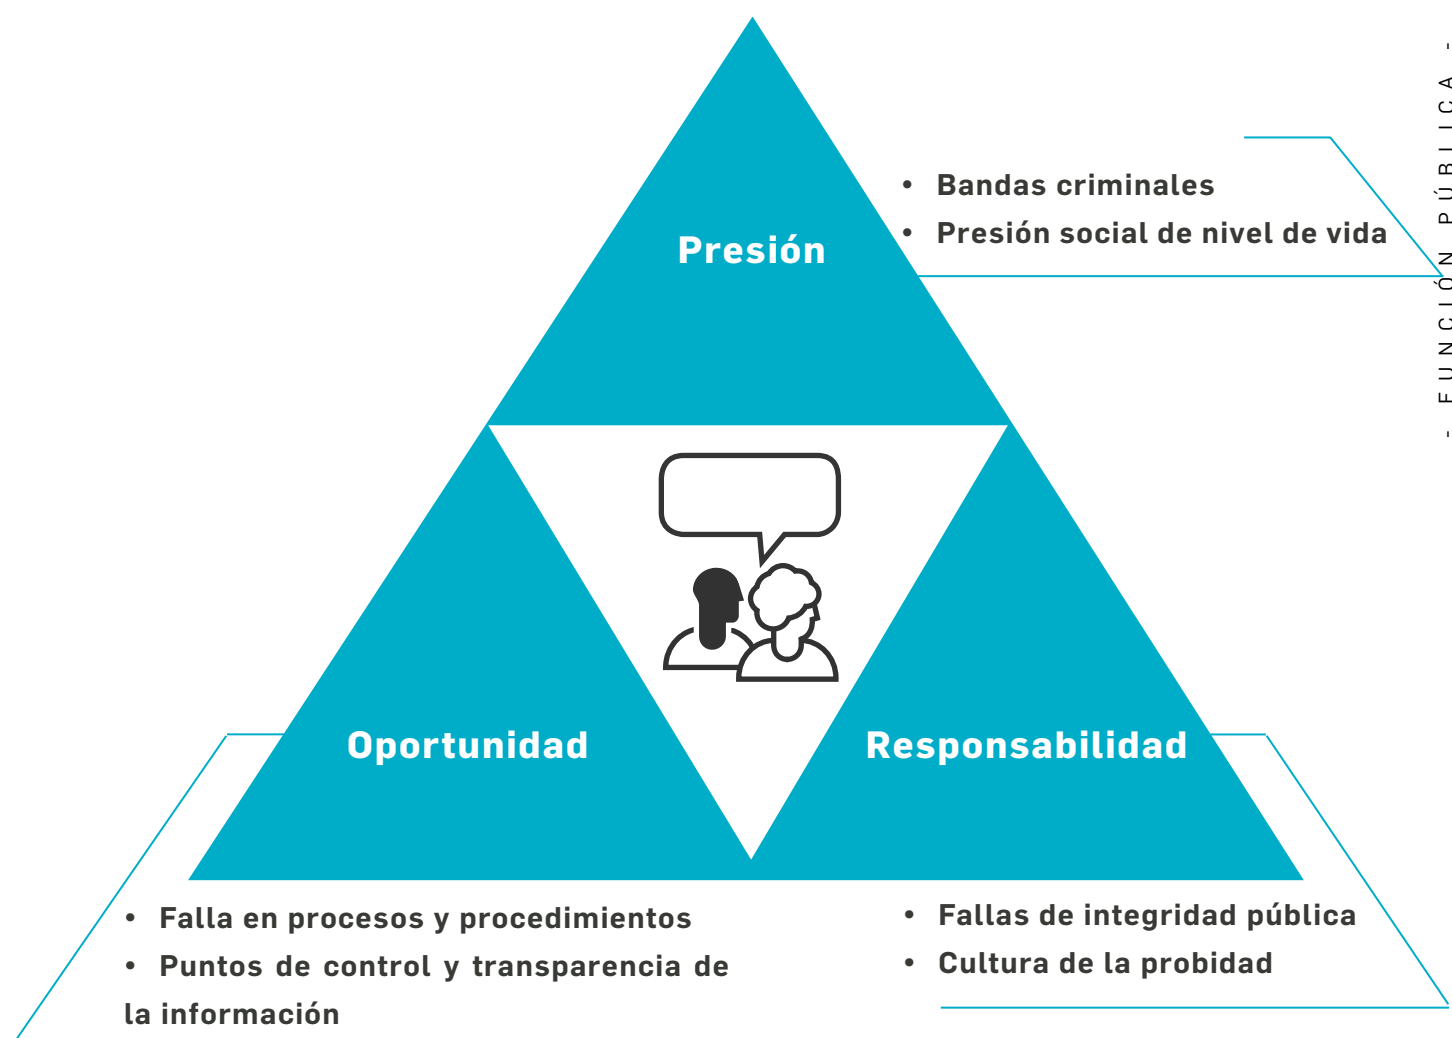 Presión
• Bandas criminales
• Presión social de nivel de vida
- FUNCIÓN PÚBLICA -
Oportunidad
Responsabilidad
• Falla en procesos y procedimientos
• Puntos de control y transparencia de
la información
• Fallas de integridad pública
• Cultura de la probidad